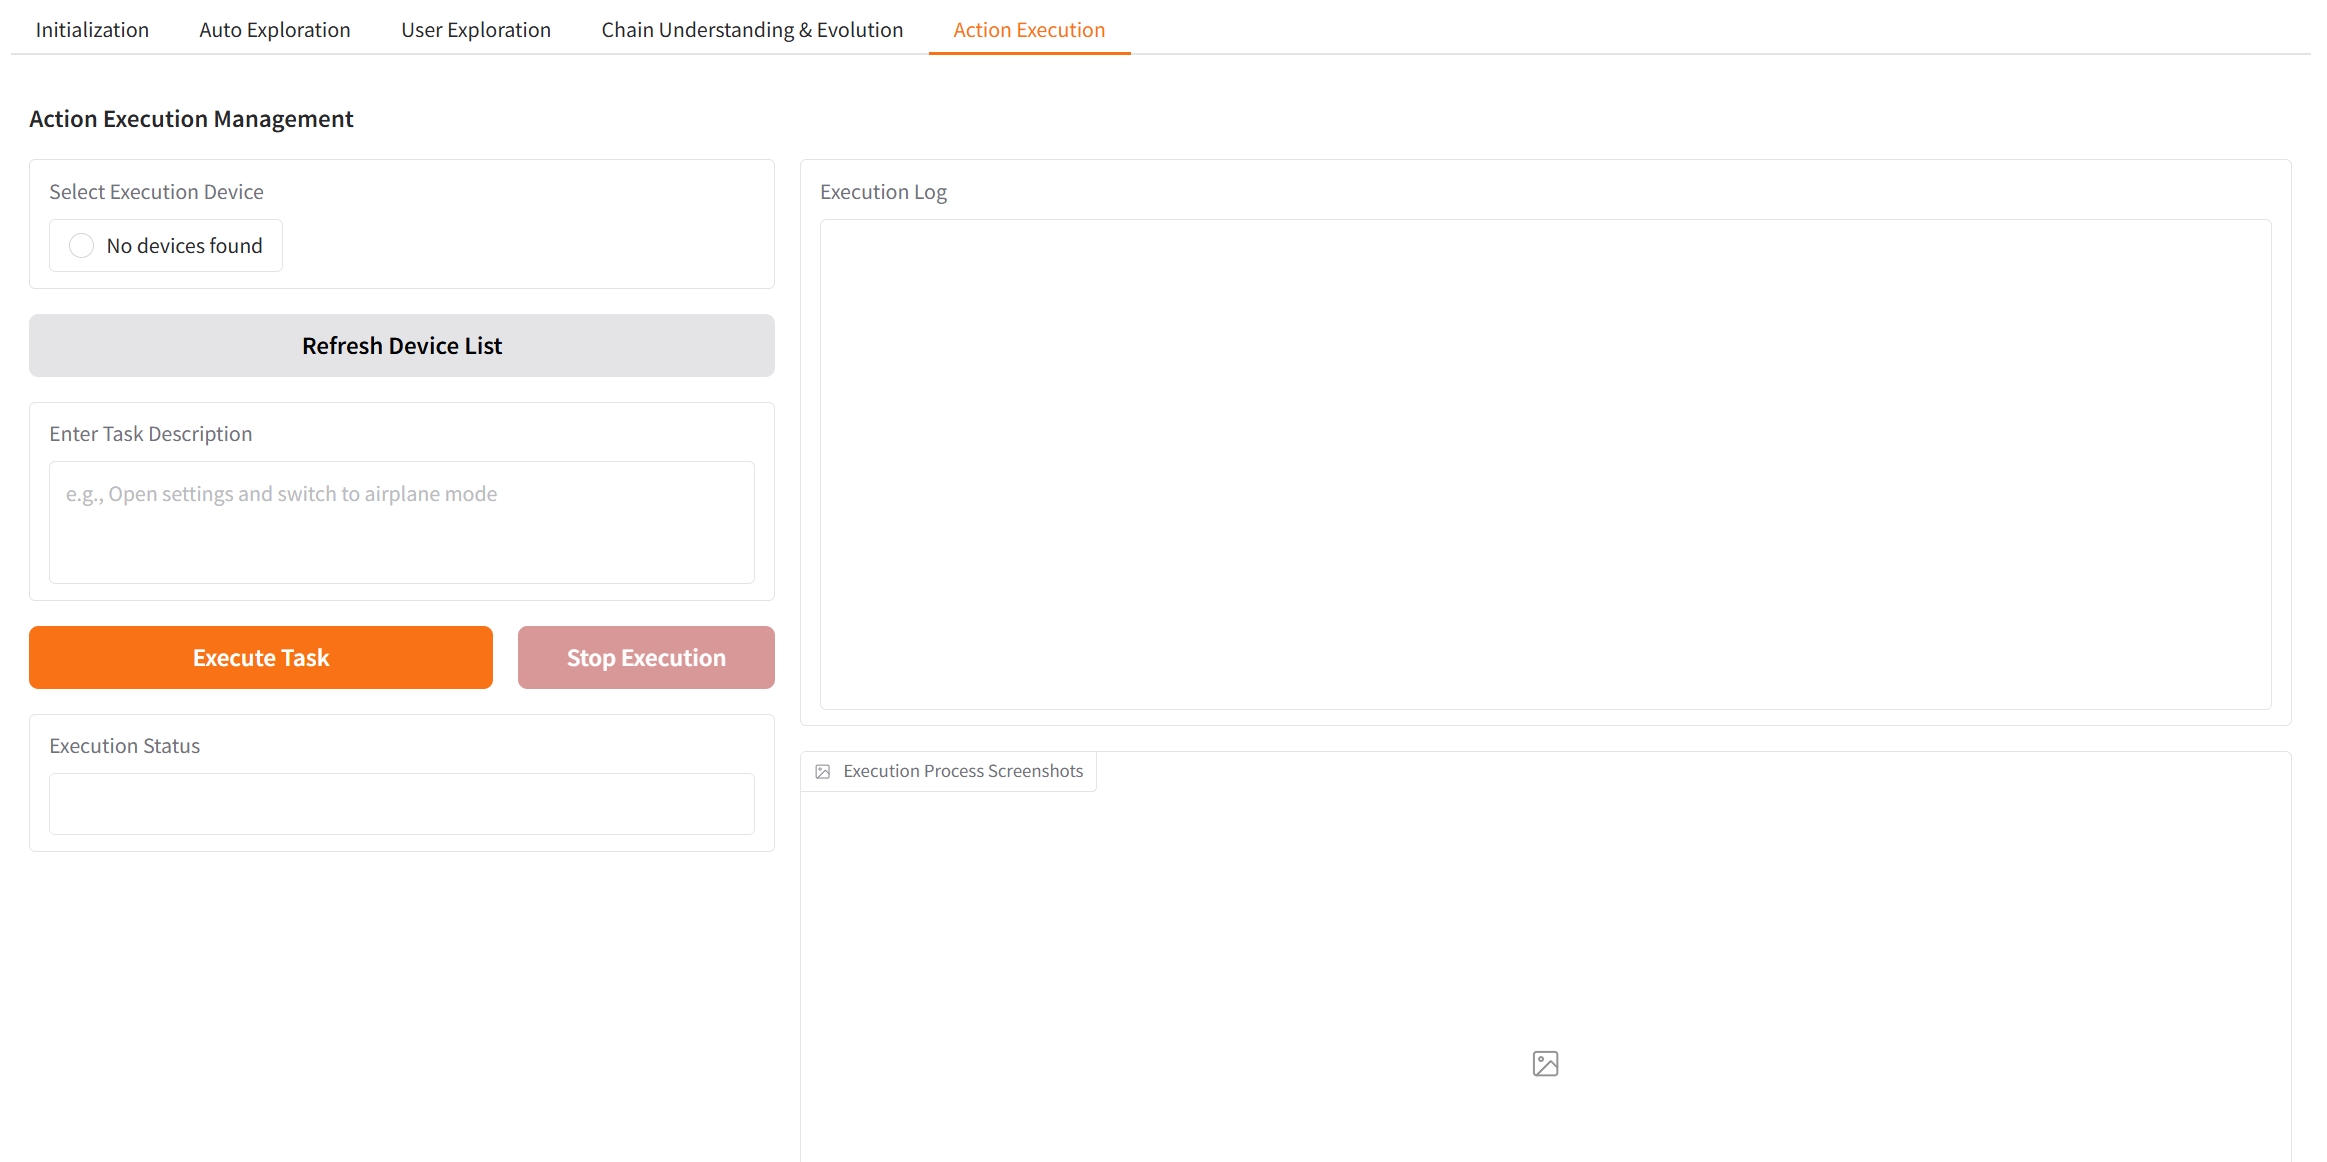 Initialization
Auto Exploration
User Exploration
Chain Understanding & Evolution
Action Execution
Action Execution Management
Select Execution Device
No devices found
Refresh Device List
Enter Task Description
e.g., Open settings and switch to airplane mode
Execute Task
Stop Execution
Execution Status
Execution Log
Execution Process Screenshots